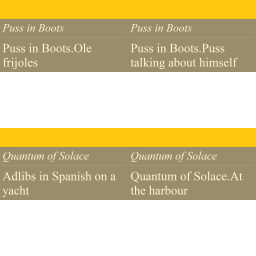 Puss in Boots
Puss in Boots.Ole
frijoles
Puss in Boots
Puss in Boots.Puss
talking about himself
Quantum of Solace
Adlibs in Spanish on a
yacht
Quantum of Solace
Quantum of Solace.At
the harbour